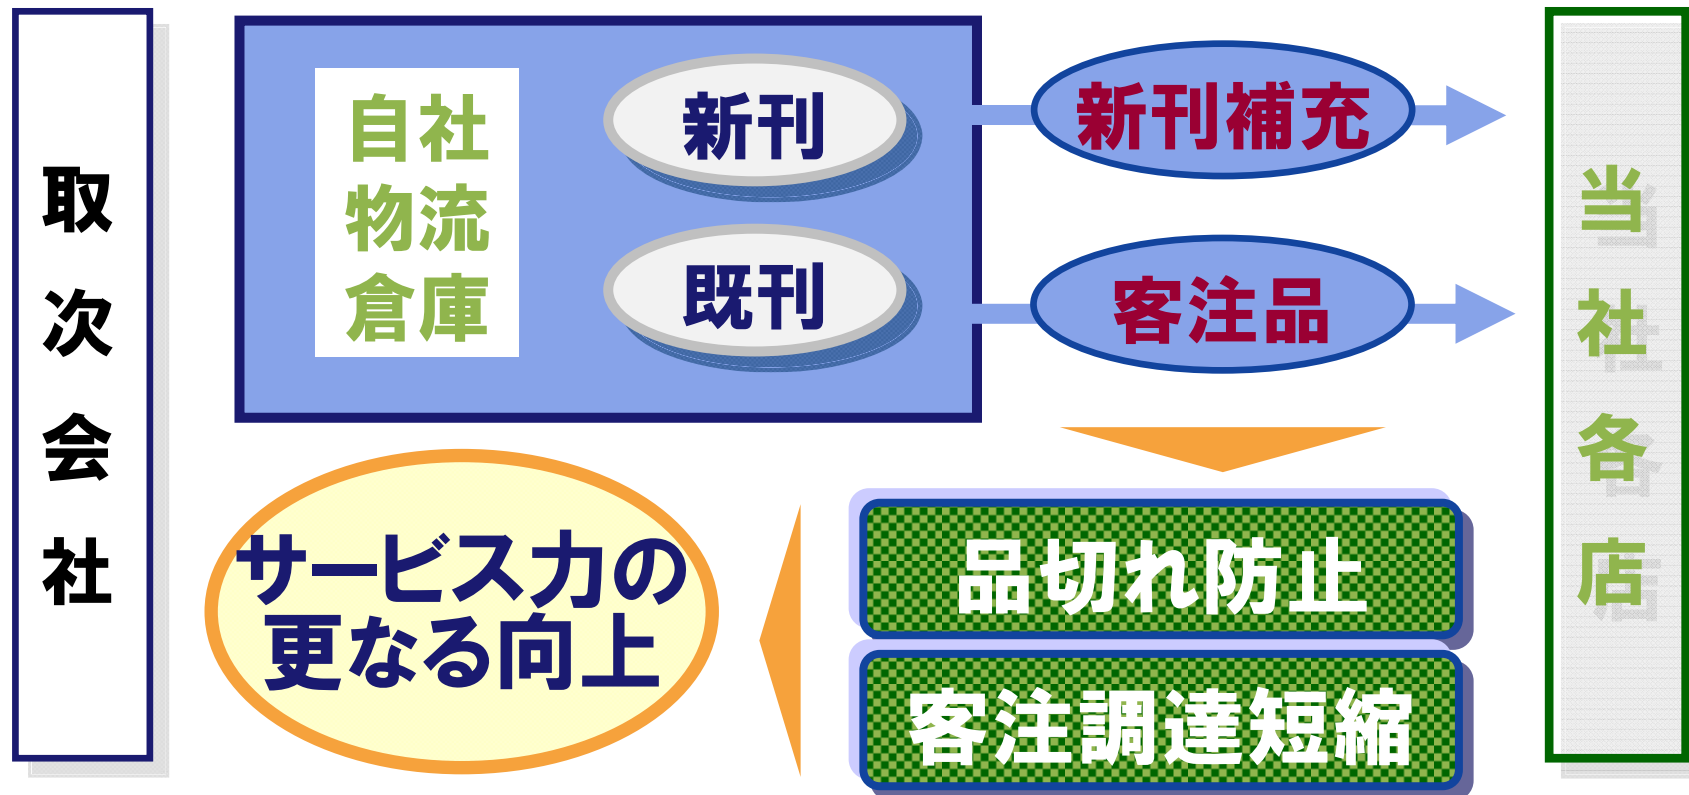 取次会社
自社
物流
倉庫
新刊
既刊
新刊補充
客注品
当社各店
品切れ防止
客注調達短縮
サービス力の
更なる向上